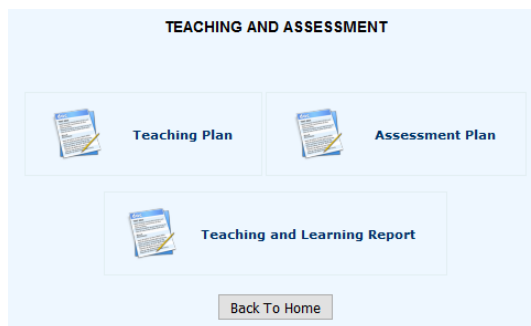 TEACHING AND ASSESSMENT
Teaching Plan
Assessment Plan
Teaching and Learning Report
Back To Home